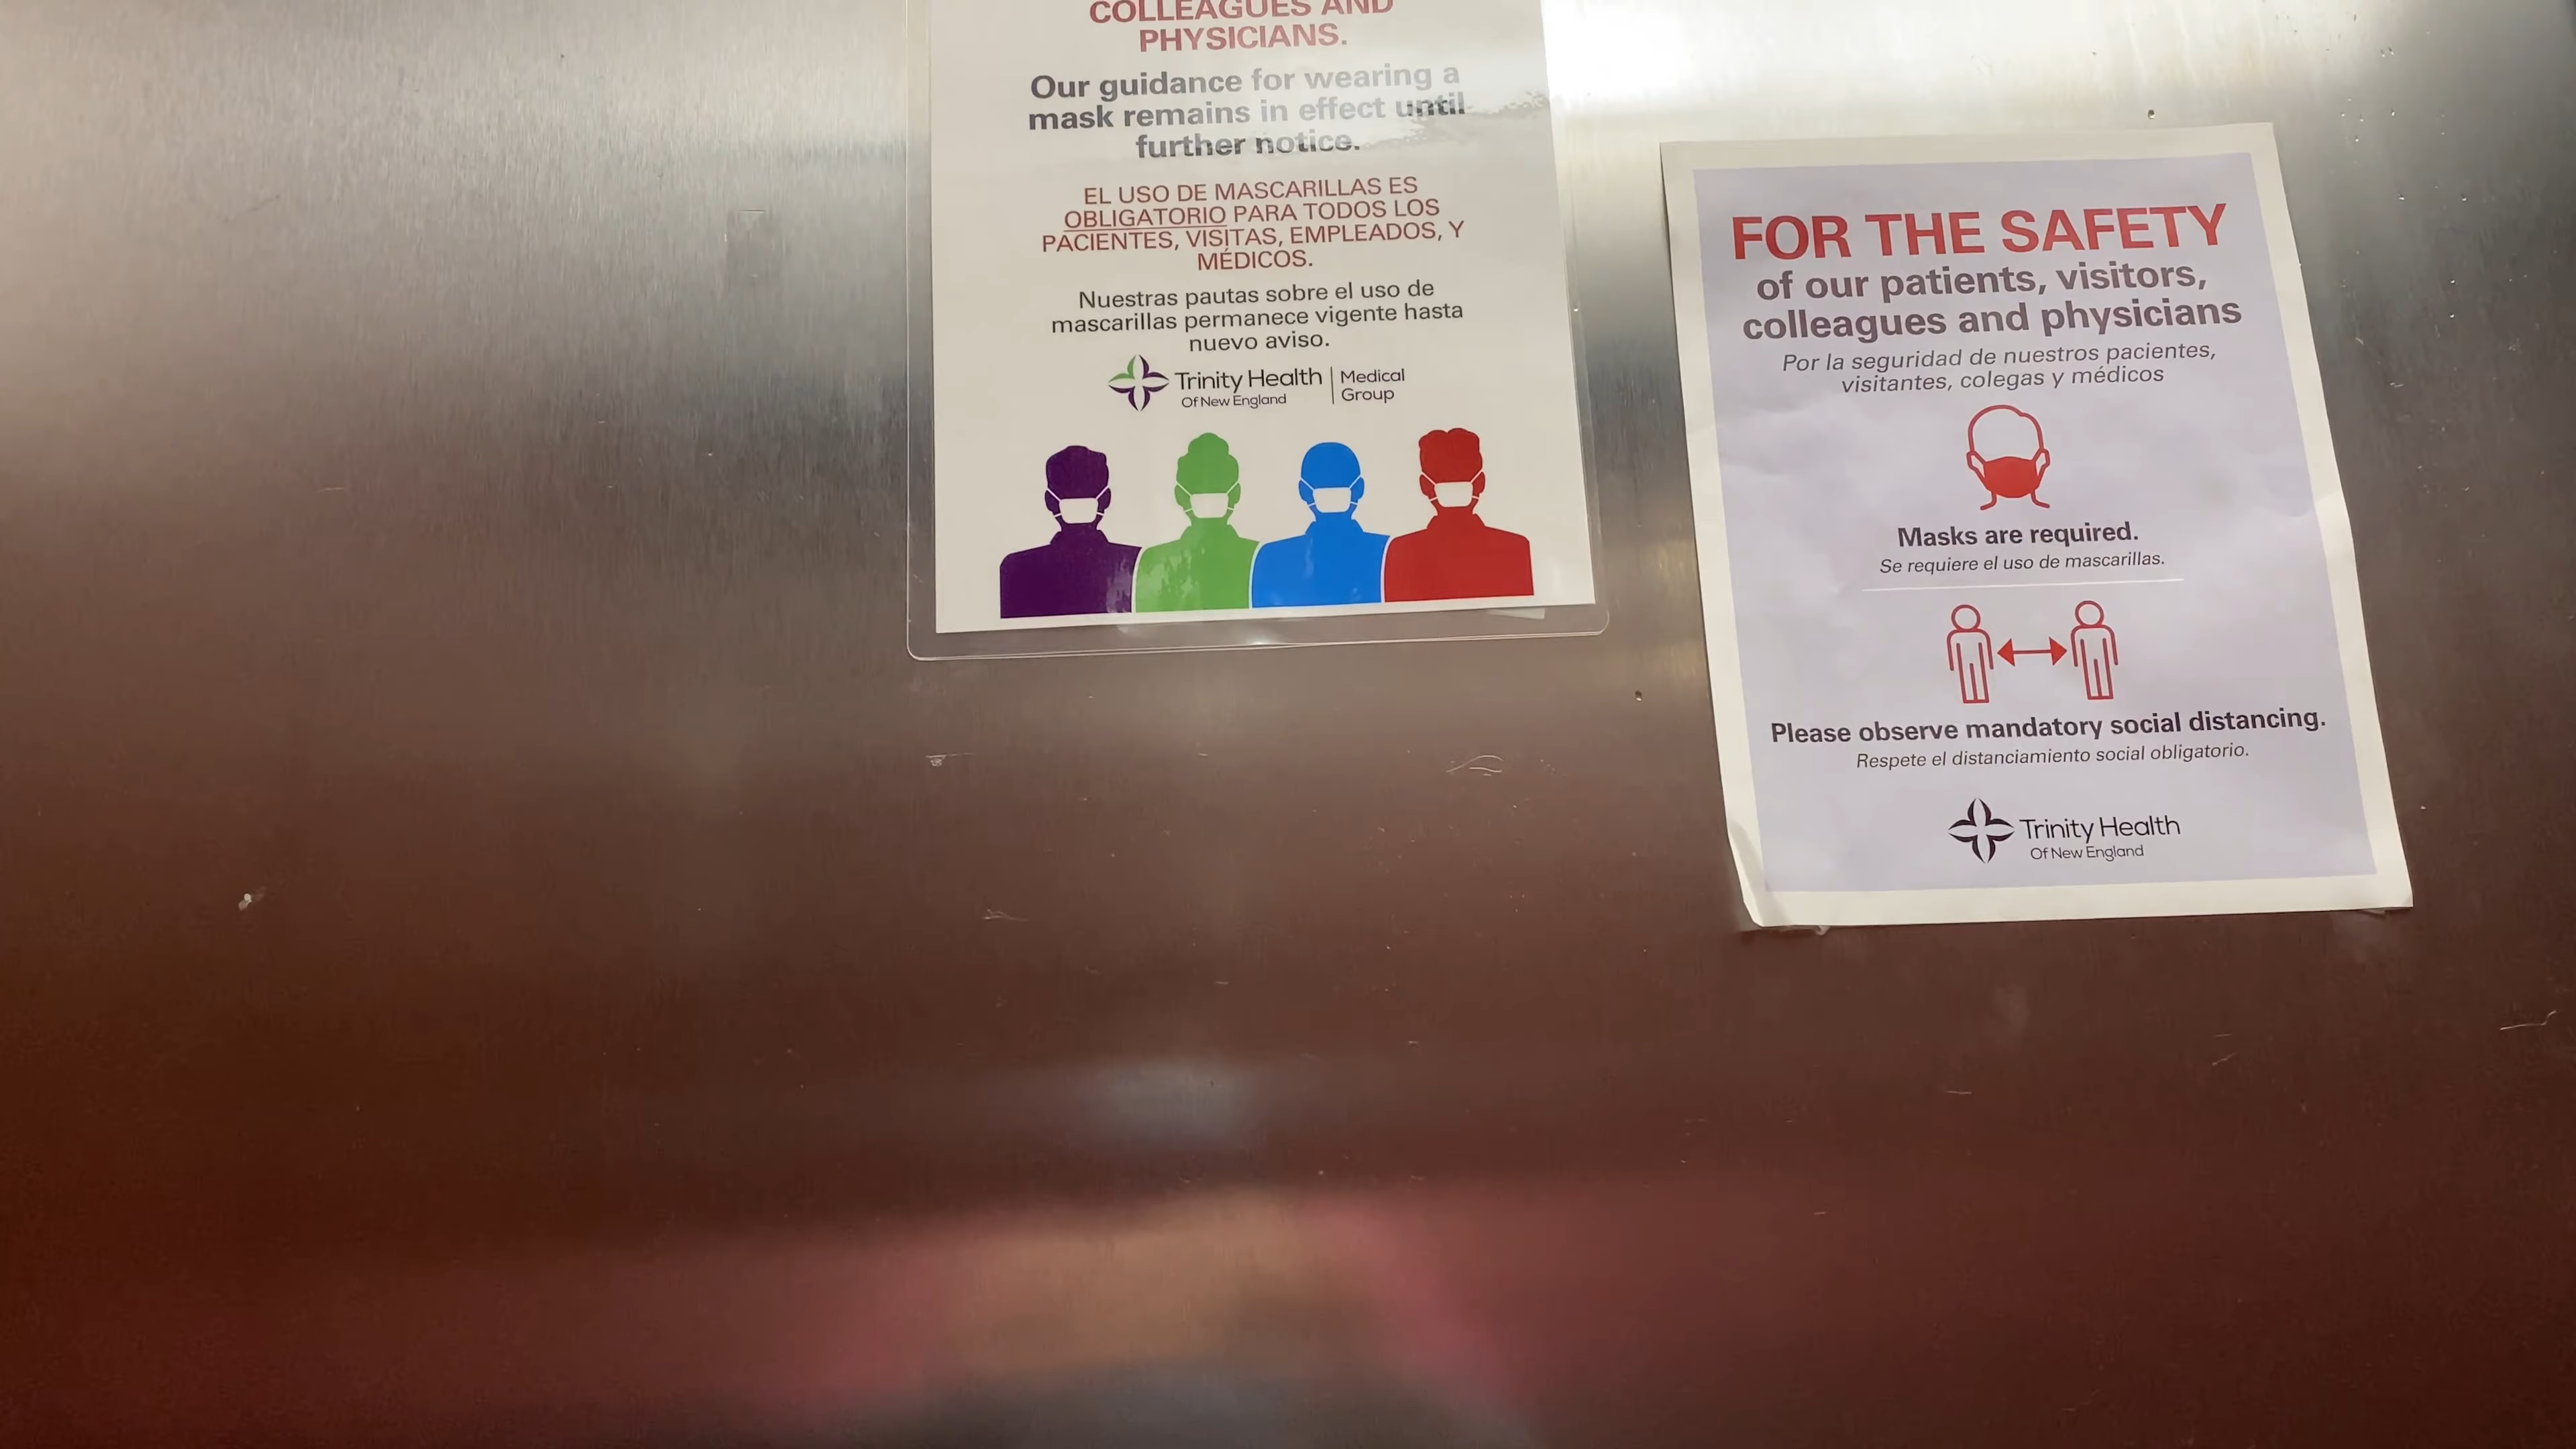 COLLEAGUES AND
PHYSICIANS.
Our guidance for wearing a
mask remains in effect until
further notice.
EL USO DE MASCARILLAS ES
OBLIGATORIO PARA TODOS LOS
PACIENTES, VISITAS, EMPLEADOS, Y
MÉDICOS.
Nuestras pautas sobre el uso de
mascarillas permanece vigente hasta
nuevo aviso.
Trinity Health
Of New England
Medical
Group
FOR THE SAFETY
of our patients, visitors,
colleagues and physicians
Por la seguridad de nuestros pacientes,
visitantes, colegas y médicos
Masks are required.
Se requiere el uso de mascarillas.
Please observe mandatory social distancing.
Respete el distanciamiento social obligatorio.
Trinity Health
Of New England